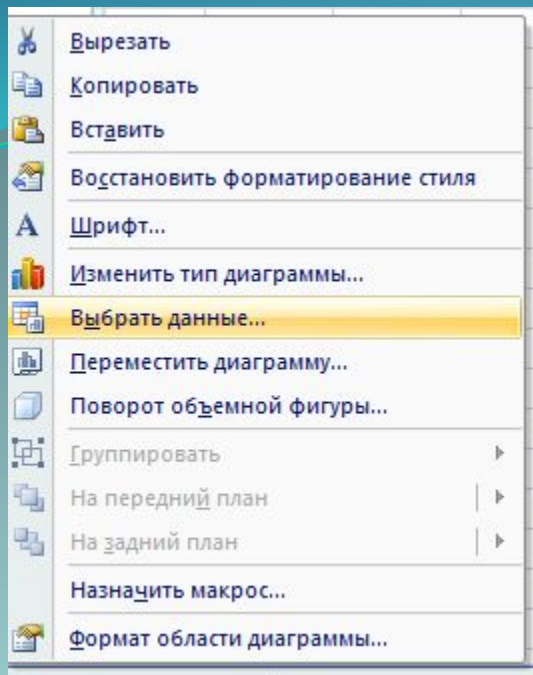 Вырезать
Копировать
Вставить
Восстановить форматирование стиля
Шрифт...
Изменить тип диаграммы...
Выбрать данные...
Переместить диаграмму...
Поворот объемной фигуры...
Группировать
На передний план
На задний план
Назначить макрос...
Формат области диаграммы...